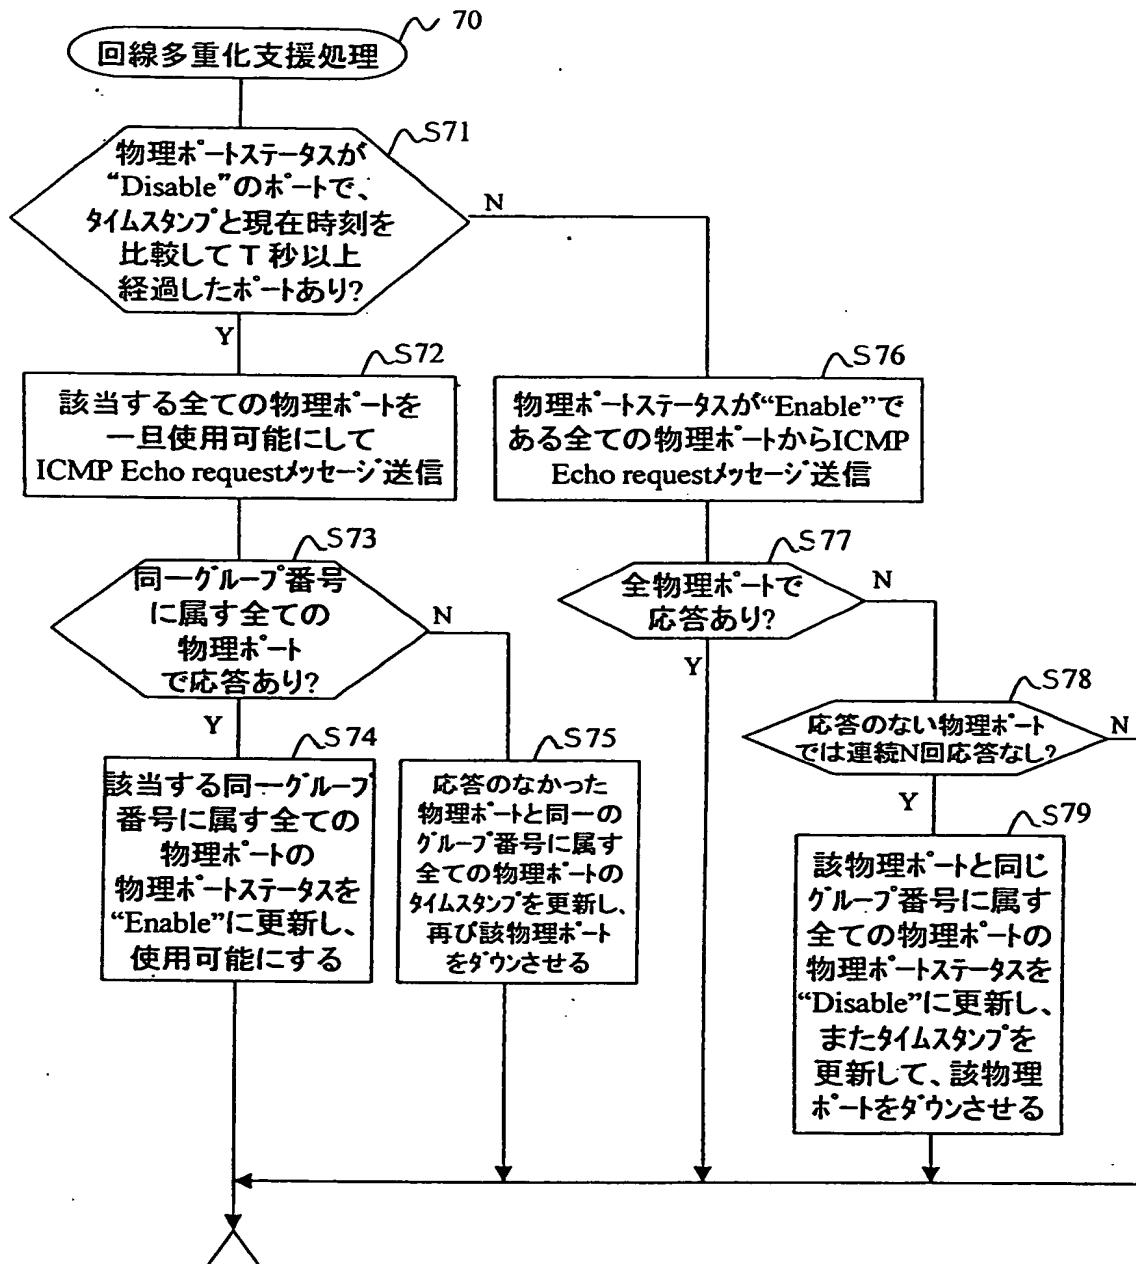 70
回線多重化支援処理
S71
物理ポートステータスが
“Disable”のポートで、
タイムスタンプと現在時刻を
比較してT秒以上
経過したポートあり?
N
Y
S72
該当する全ての物理ポートを
一旦使用可能にして
ICMP Echo requestメッセージ送信
S76
物理ポートステータスが“Enable”で
ある全ての物理ポートからICMP
Echo requestメッセージ送信
S73
同一グループ番号
に属す全ての
物理ポート
で応答あり?
N
Y
S77
全物理ポートで
応答あり?
N
Y
S78
応答のない物理ポート
では連続N回応答なし?
N
Y
S74
該当する同一グループ
番号に属す全ての
物理ポートの
物理ポートステータスを
“Enable”に更新し、
使用可能にする
S75
応答のなかった
物理ポートと同一の
グループ番号に属す
全ての物理ポートの
タイムスタンプを更新し、
再び該物理ポート
をダウンさせる
S79
該物理ポートと同じ
グループ番号に属す
全ての物理ポートの
物理ポートステータスを
“Disable”に更新し、
またタイムスタンプを
更新して、該物理
ポートをダウンさせる